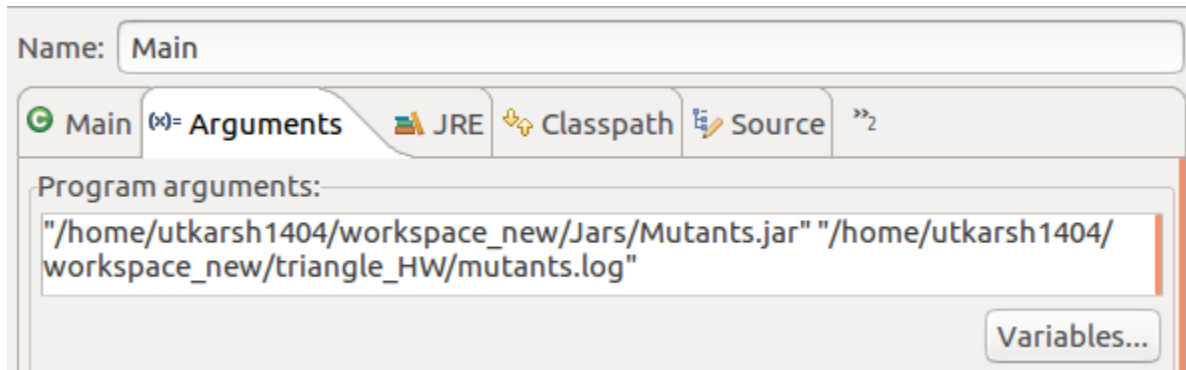 Name: Main
Main (x)= Arguments JRE Classpath Source »2
Program arguments:
"/home/utkarsh1404/workspace_new/Jars/Mutants.jar" "/home/utkarsh1404/
workspace_new/triangle_HW/mutants.log"
Variables...